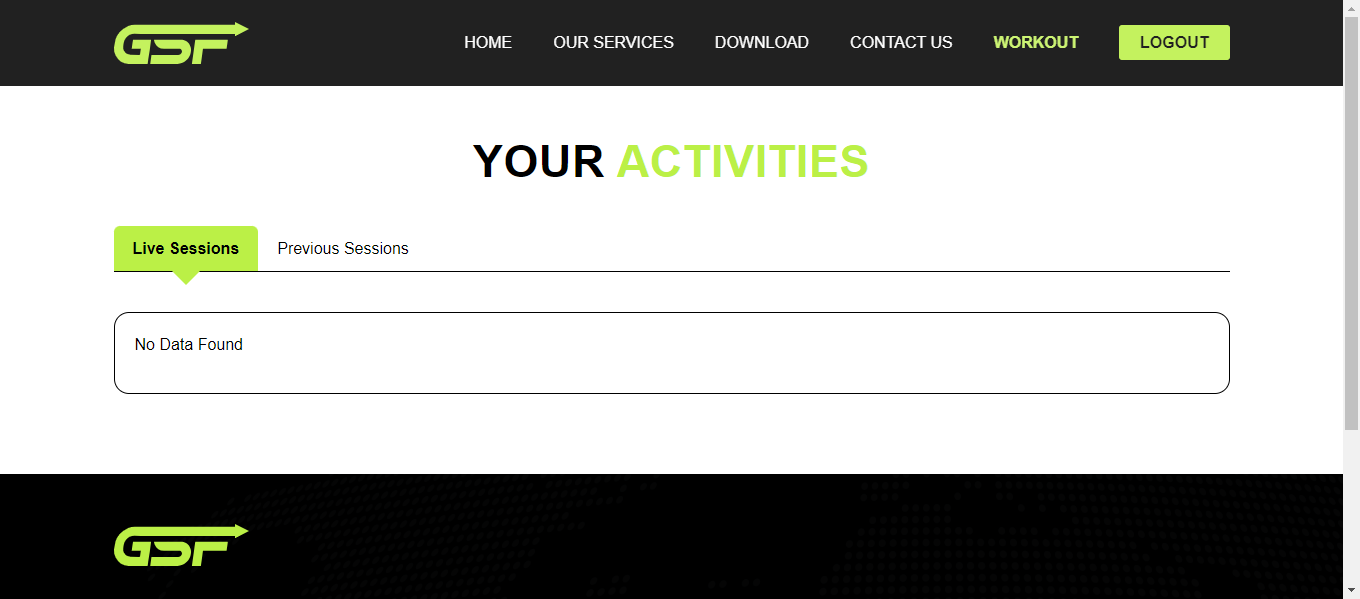 GSF HOME OUR SERVICES DOWNLOAD CONTACT US WORKOUT LOGOUT
YOUR ACTIVITIES
Live Sessions Previous Sessions
No Data Found
GSF